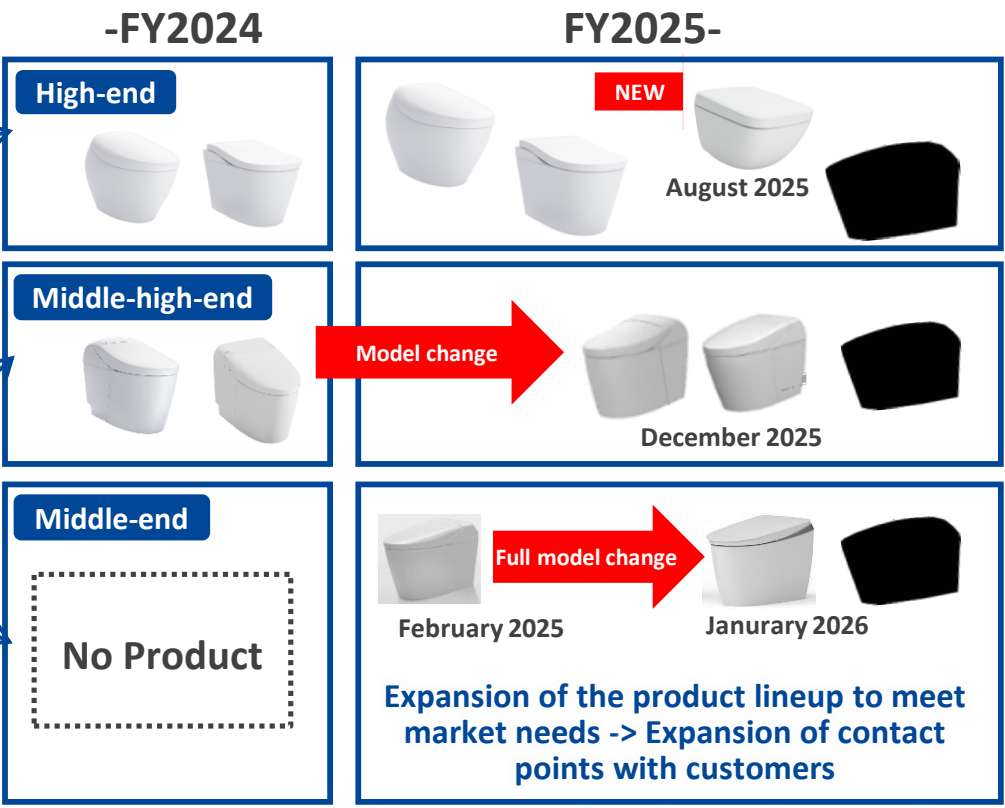 -FY2024
FY2025-
High-end
NEW
August 2025
Middle-high-end
Model change
December 2025
Middle-end
No Product
Full model change
February 2025
Janurary 2026
Expansion of the product lineup to meet
market needs -> Expansion of contact
points with customers